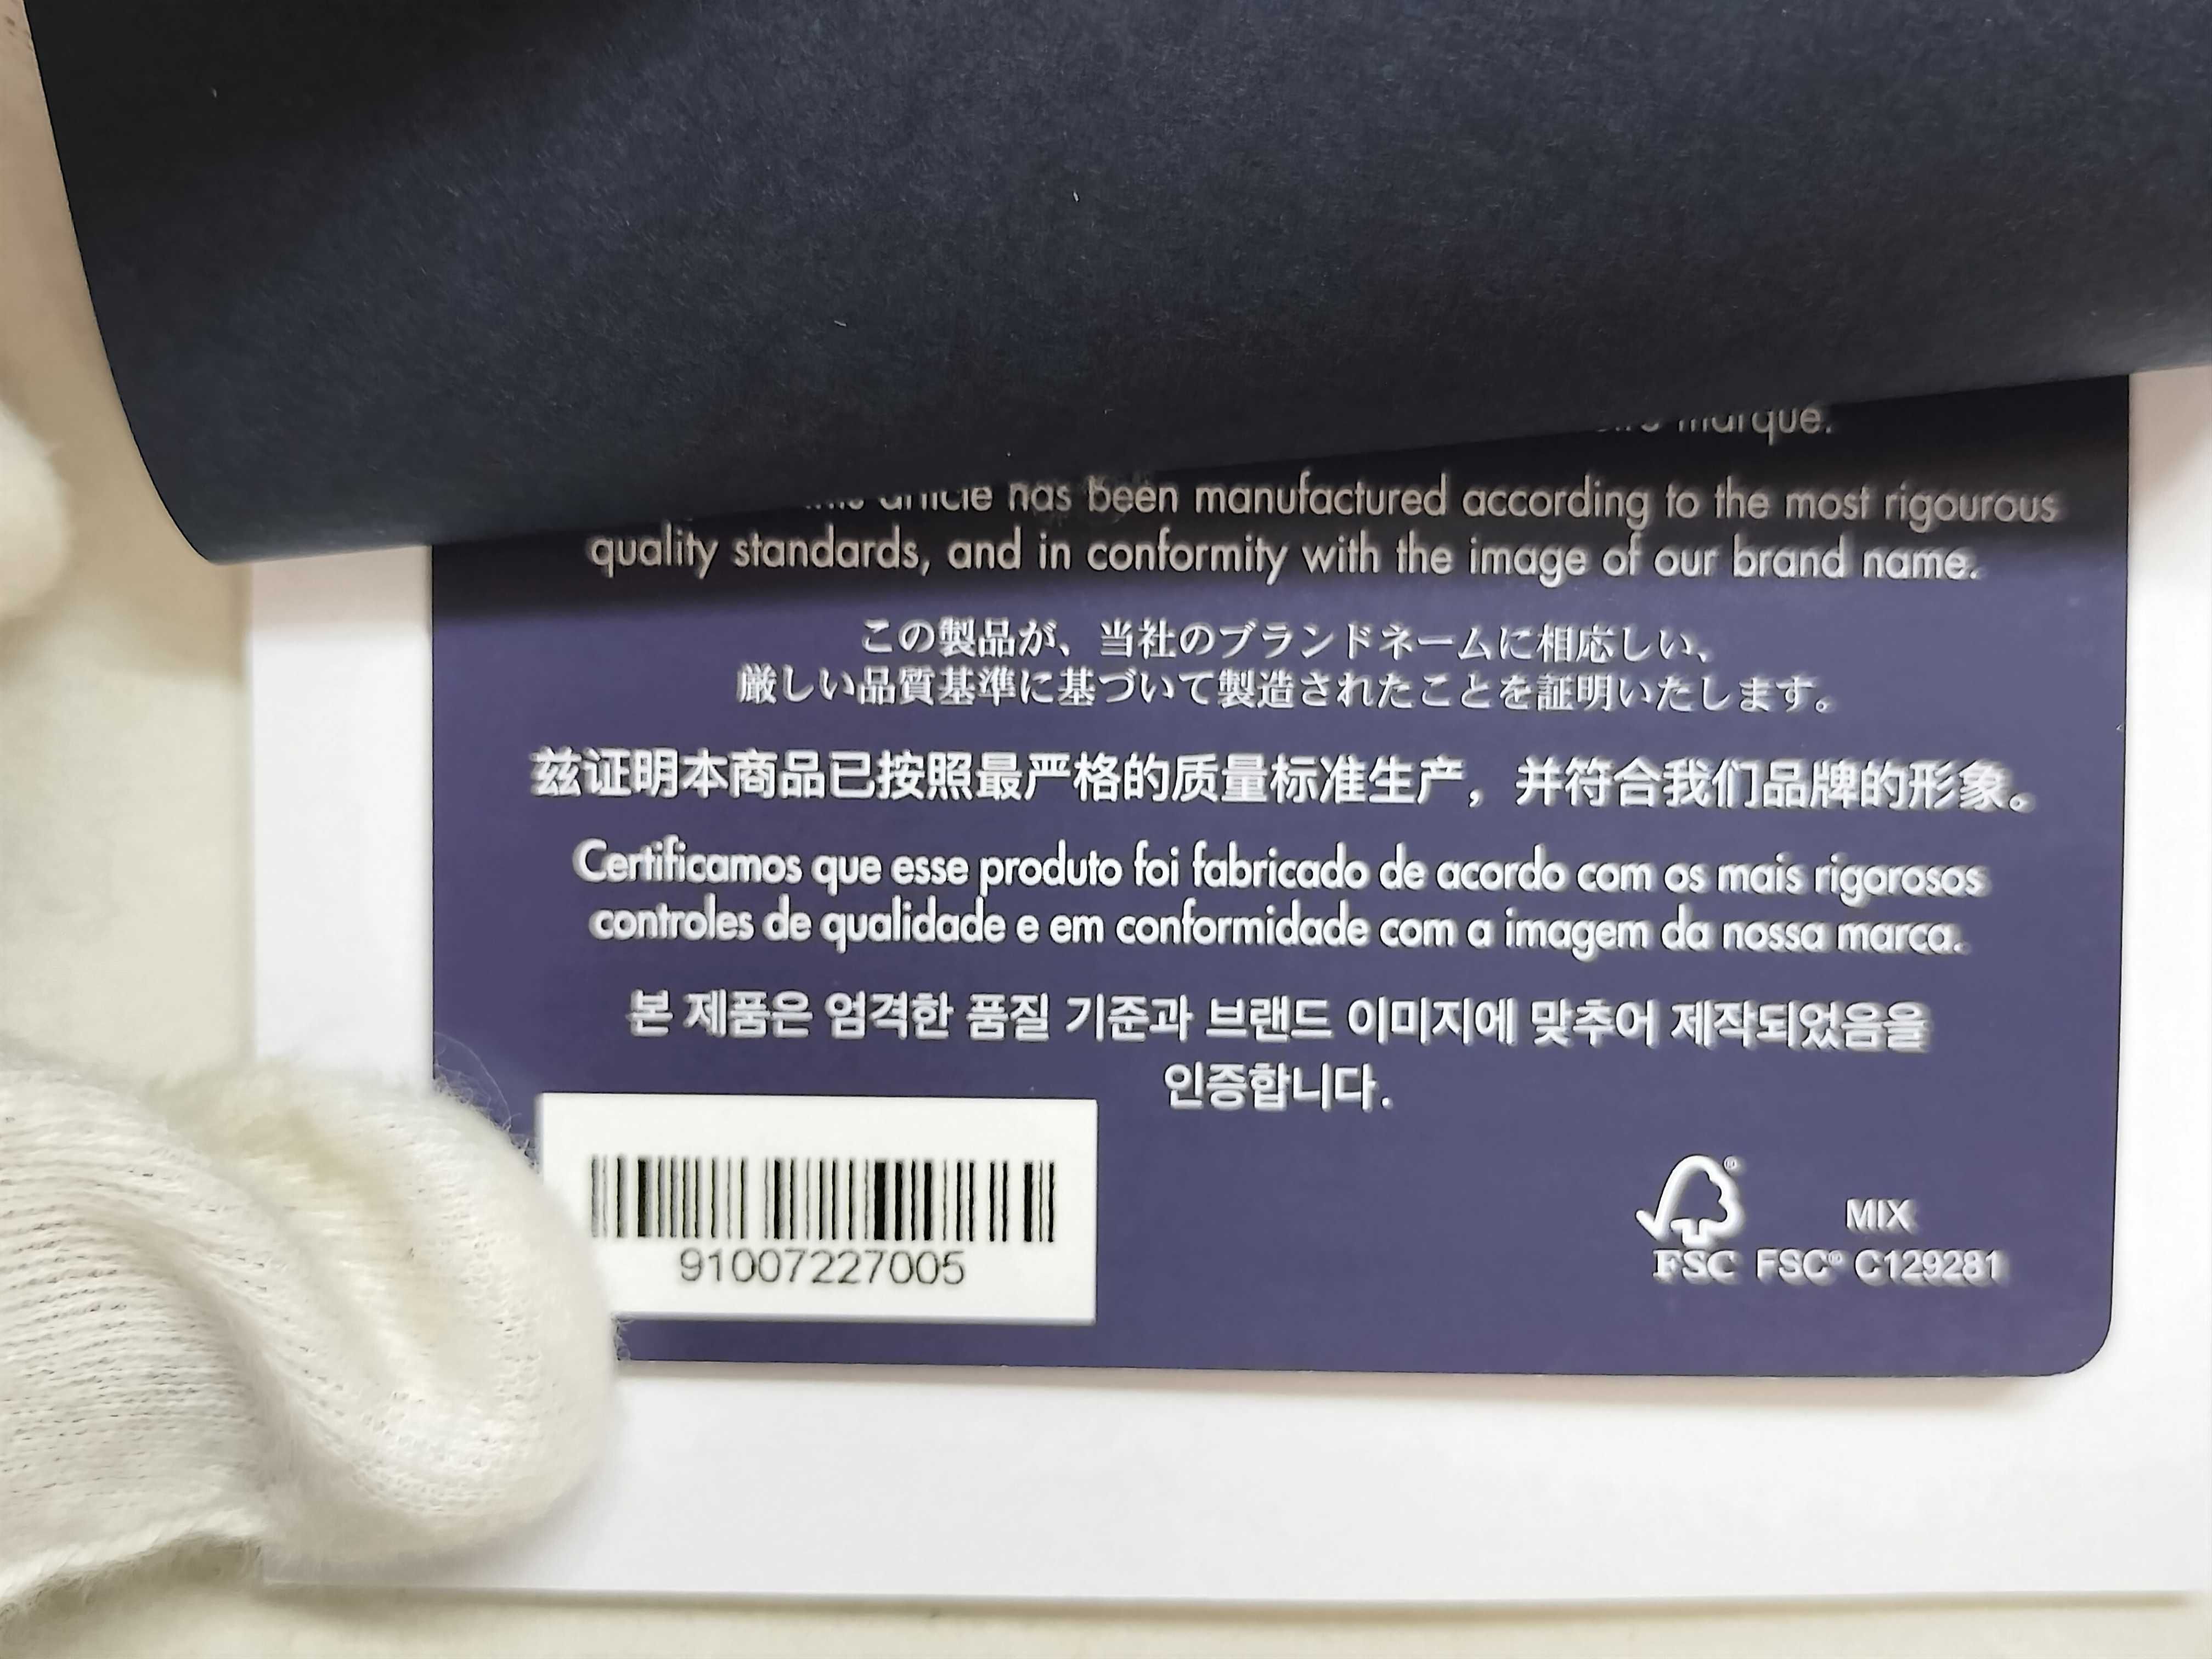 marque.
article has been manufactured according to the most rigourous
quality standards, and in conformity with the image of our brand name.
この製品が、当社のブランドネームに相応しい、
厳しい品質基準に基づいて製造されたことを証明いたします。
兹证明本商品已按照最严格的质量标准生产，并符合我们品牌的形象。
Certificamos que esse produto foi fabricado de acordo com os mais rigorosos
controles de qualidade e em conformidade com a imagem da nossa marca.
본 제품은 엄격한 품질 기준과 브랜드 이미지에 맞추어 제작되었음을
인증합니다.
91007227005
MIX
FSC FSC® C129281